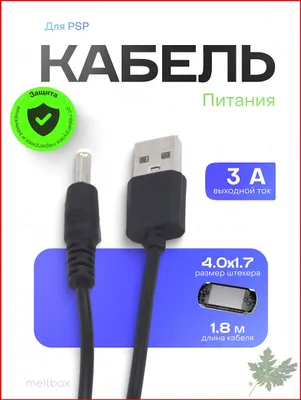 Для PSP
КАБЕЛЬ
Питания
Защита
3 А
выходной ток
4.0x1.7
размер штекера
1.8 м
длина кабеля
meltbox